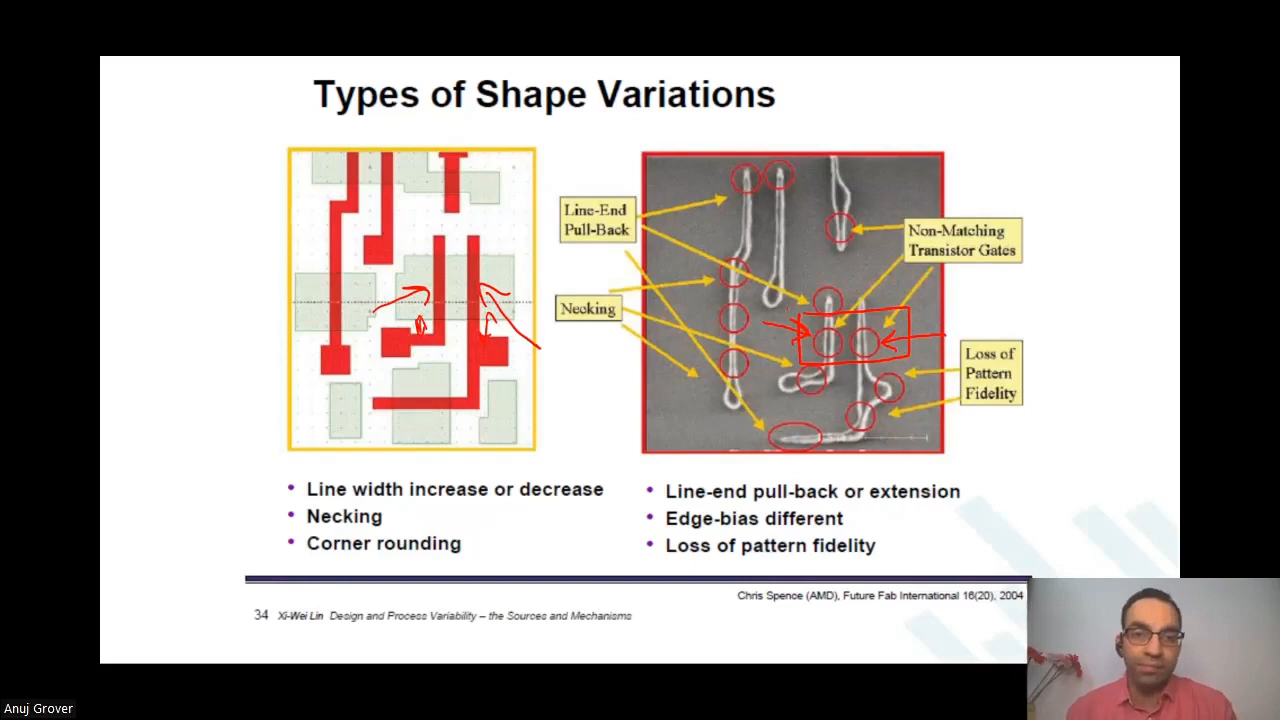 Types of Shape Variations
Line-End
Pull-Back
Necking
Non-Matching
Transistor Gates
Loss of
Pattern
Fidelity
• Line width increase or decrease
• Necking
• Corner rounding
• Line-end pull-back or extension
• Edge-bias different
• Loss of pattern fidelity
Chris Spence (AMD), Future Fab International 16(20), 2004
34 Xi-Wei Lin Design and Process Variability – the Sources and Mechanisms
Anuj Grover